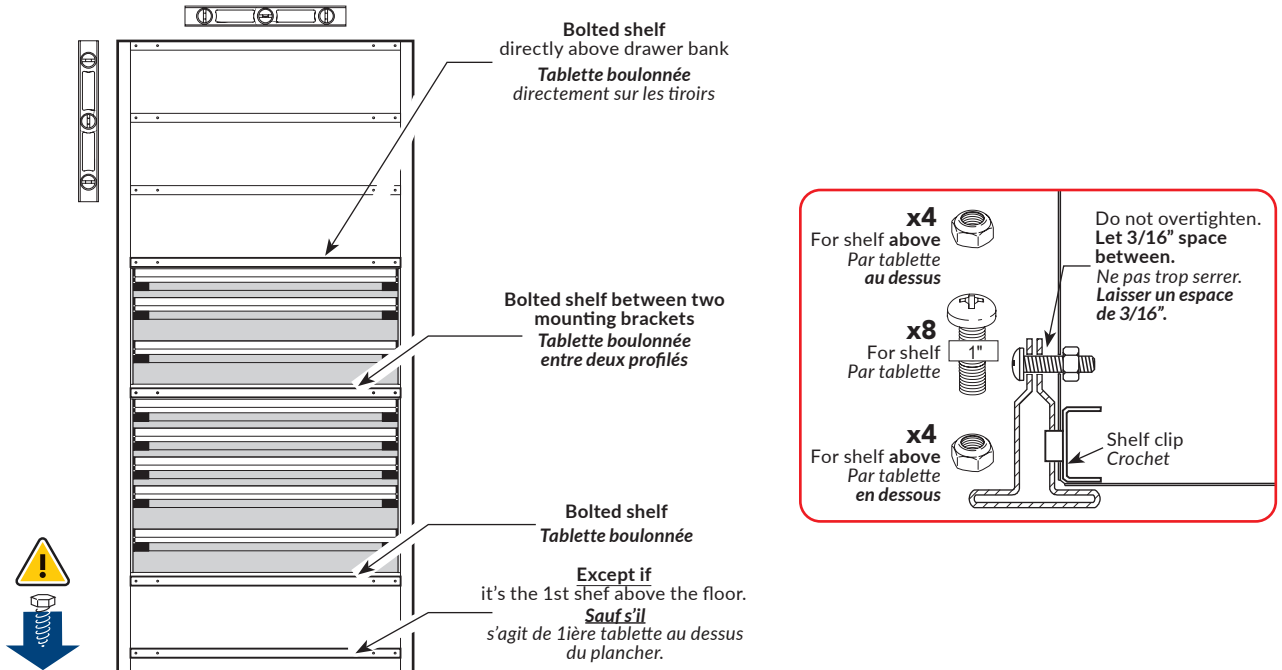 Bolted shelf
directly above drawer bank
Tablette boulonnée
directement sur les tiroirs
Bolted shelf between two
mounting brackets
Tablette boulonnée
entre deux profilés
Bolted shelf
Tablette boulonnée
Except if
it's the 1st shef above the floor.
Sauf s'il
s'agit de 1ière tablette au dessus
du plancher.
x4
For shelf above
Par tablette
au dessus
x8
For shelf
Par tablette
1"
x4
For shelf above
Par tablette
en dessous
Do not overtighten.
Let 3/16” space
between.
Ne pas trop serrer.
Laisser un espace
de 3/16”.
Shelf clip
Crochet